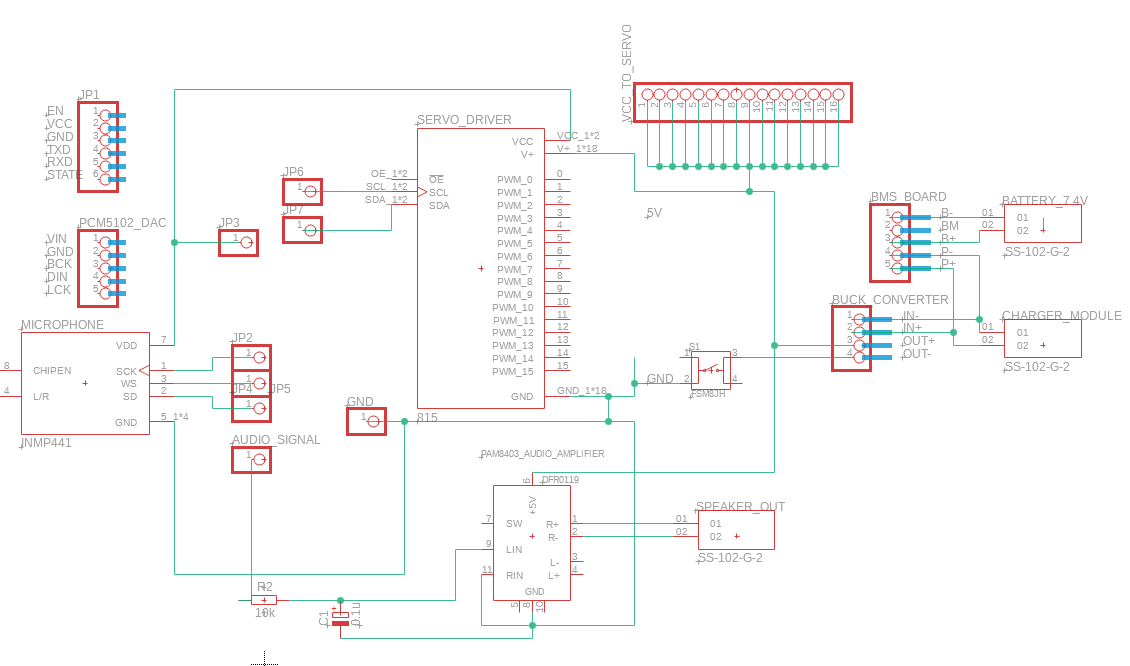 JP1
EN
VCC
GND
TXD
RXD
STATE
1
2
3
4
5
6
PCM5102_DAC
VIN
GND
BCK
DIN
LCK
1
2
3
4
5
MICROPHONE
8 CHIPEN
4 L/R
VDD 7
SCK 1
WS 3
SD 2
GND 5_1*4
INMP441
JP3
1
JP2
1
1
JP4
JP5
1
AUDIO_SIGNAL
1
GND
1
JP6
1
JP7
1
SERVO_DRIVER
OE_1*2 OE
SCL_1*2 SCL
SDA_1*2 SDA
VCC VCC_1*2
V+ V+_1*18
PWM_0 0
PWM_1 1
PWM_2 2
PWM_3 3
PWM_4 4
PWM_5 5
PWM_6 6
PWM_7 7
PWM_8 8
PWM_9 9
PWM_10 10
PWM_11 11
PWM_12 12
PWM_13 13
PWM_14 14
PWM_15 15
GND GND_1*18
815
VCC_TO_SERVO
1 2 3 4 5 6 7 8 9 10 11 12 13 14 15 16
5V
GND
S1
1 3
2 4
FSM8JH
BMS_BOARD
1 B-
2 BM
3 B+
4 P-
5 P+
BATTERY_7.4V
01 01
02 02
SS-102-G-2
BUCK_CONVERTER
1 IN-
2 IN+
3 OUT+
4 OUT-
CHARGER_MODULE
01 01
02 02
SS-102-G-2
PAM8403_AUDIO_AMPLIFIER
DFR0119
6
+5V
7 SW
9 LIN
11 RIN
R+ 1
R- 2
L- 3
L+ 4
GND
5 8 10
SPEAKER_OUT
01 01
02 02
SS-102-G-2
R2
10k
C1
0.1u